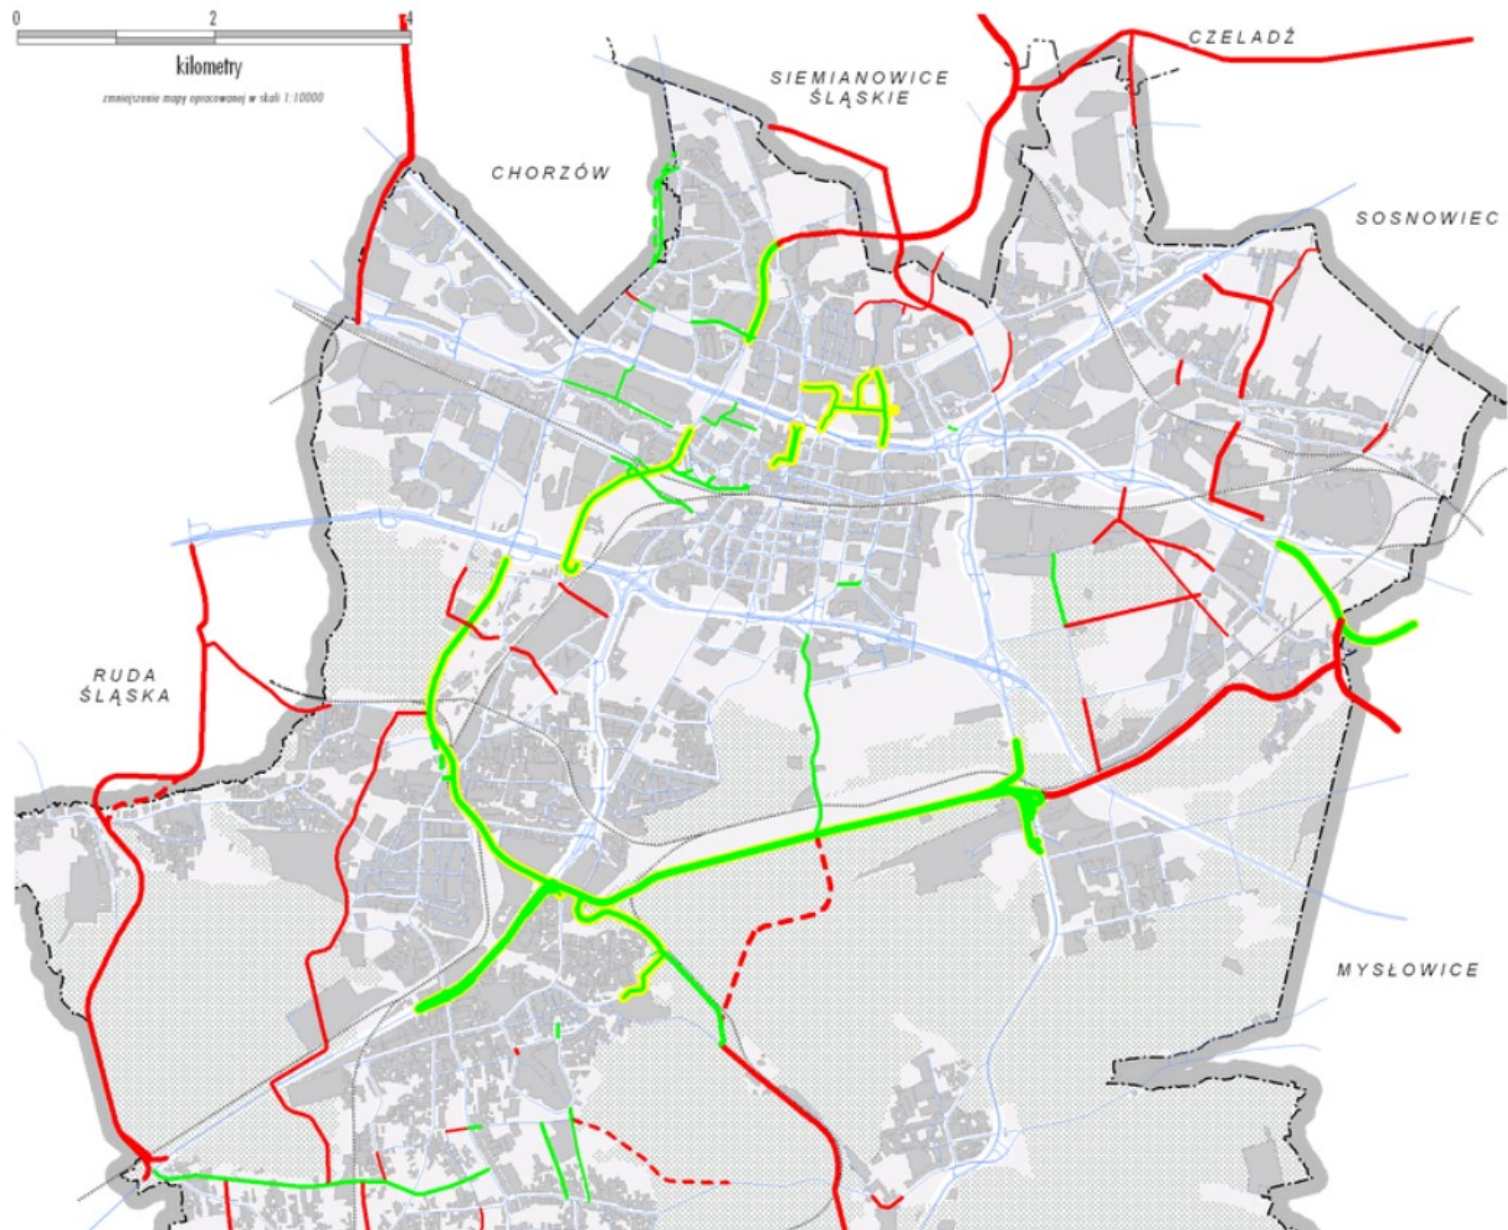 0 2 4
kilometry
zmniejszenie mapy opracowanej w skali 1:10000
CZELADŹ
SIEMIANOWICE
ŚLĄSKIE
CHORZÓW
SOSNOWIEC
RUDA
ŚLĄSKA
MYSŁOWICE